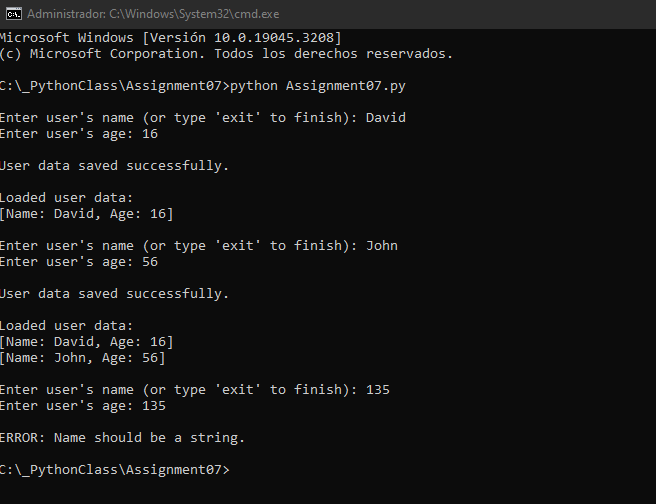 Administrador: C:\Windows\System32\cmd.exe
Microsoft Windows [Versión 10.0.19045.3208]
(c) Microsoft Corporation. Todos los derechos reservados.
C:\_PythonClass\Assignment07>python Assignment07.py
Enter user's name (or type 'exit' to finish): David
Enter user's age: 16
User data saved successfully.
Loaded user data:
[Name: David, Age: 16]
Enter user's name (or type 'exit' to finish): John
Enter user's age: 56
User data saved successfully.
Loaded user data:
[Name: David, Age: 16]
[Name: John, Age: 56]
Enter user's name (or type 'exit' to finish): 135
Enter user's age: 135
ERROR: Name should be a string.
C:\_PythonClass\Assignment07>